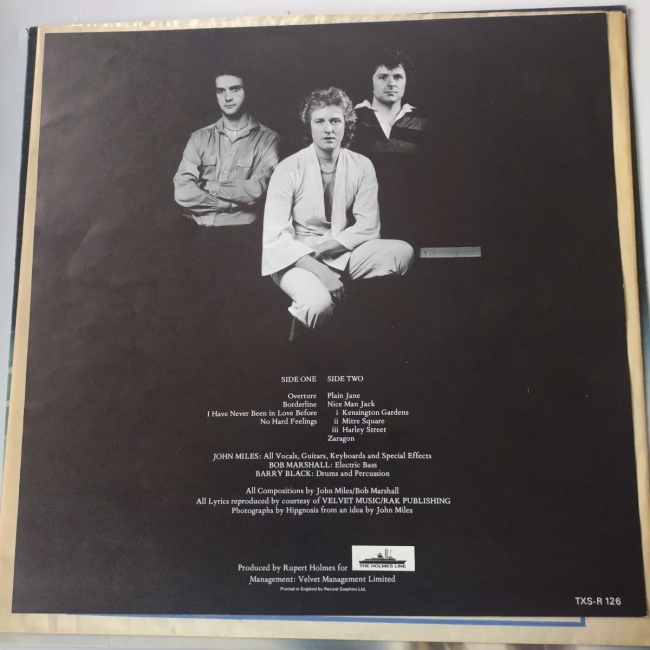 SIDE ONE SIDE TWO
Overture Plain Jane
Borderline Nice Man Jack
I Have Never Been in Love Before i Kensington Gardens
No Hard Feelings ii Mitre Square
iii Harley Street
Zaragon
JOHN MILES: All Vocals, Guitars, Keyboards and Special Effects
BOB MARSHALL: Electric Bass
BARRY BLACK: Drums and Percussion
All Compositions by John Miles/Bob Marshall
All Lyrics reproduced by courtesy of VELVET MUSIC/RAK PUBLISHING
Photographs by Hipgnosis from an idea by John Miles
Produced by Rupert Holmes for THE HOLMES LINE
Management: Velvet Management Limited
Printed in England by Record Graphics Ltd.
TXS-R 126